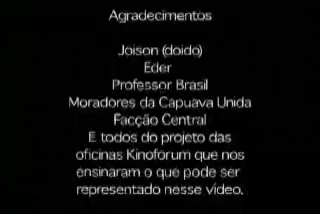 Agradecimentos
Joison (doido)
Eder
Professor Brasil
Moradores da Capuava Unida
Facção Central
E todos do projeto das
oficinas Kinoforum que nos
ensinaram o que pode ser
representado nesse vídeo.